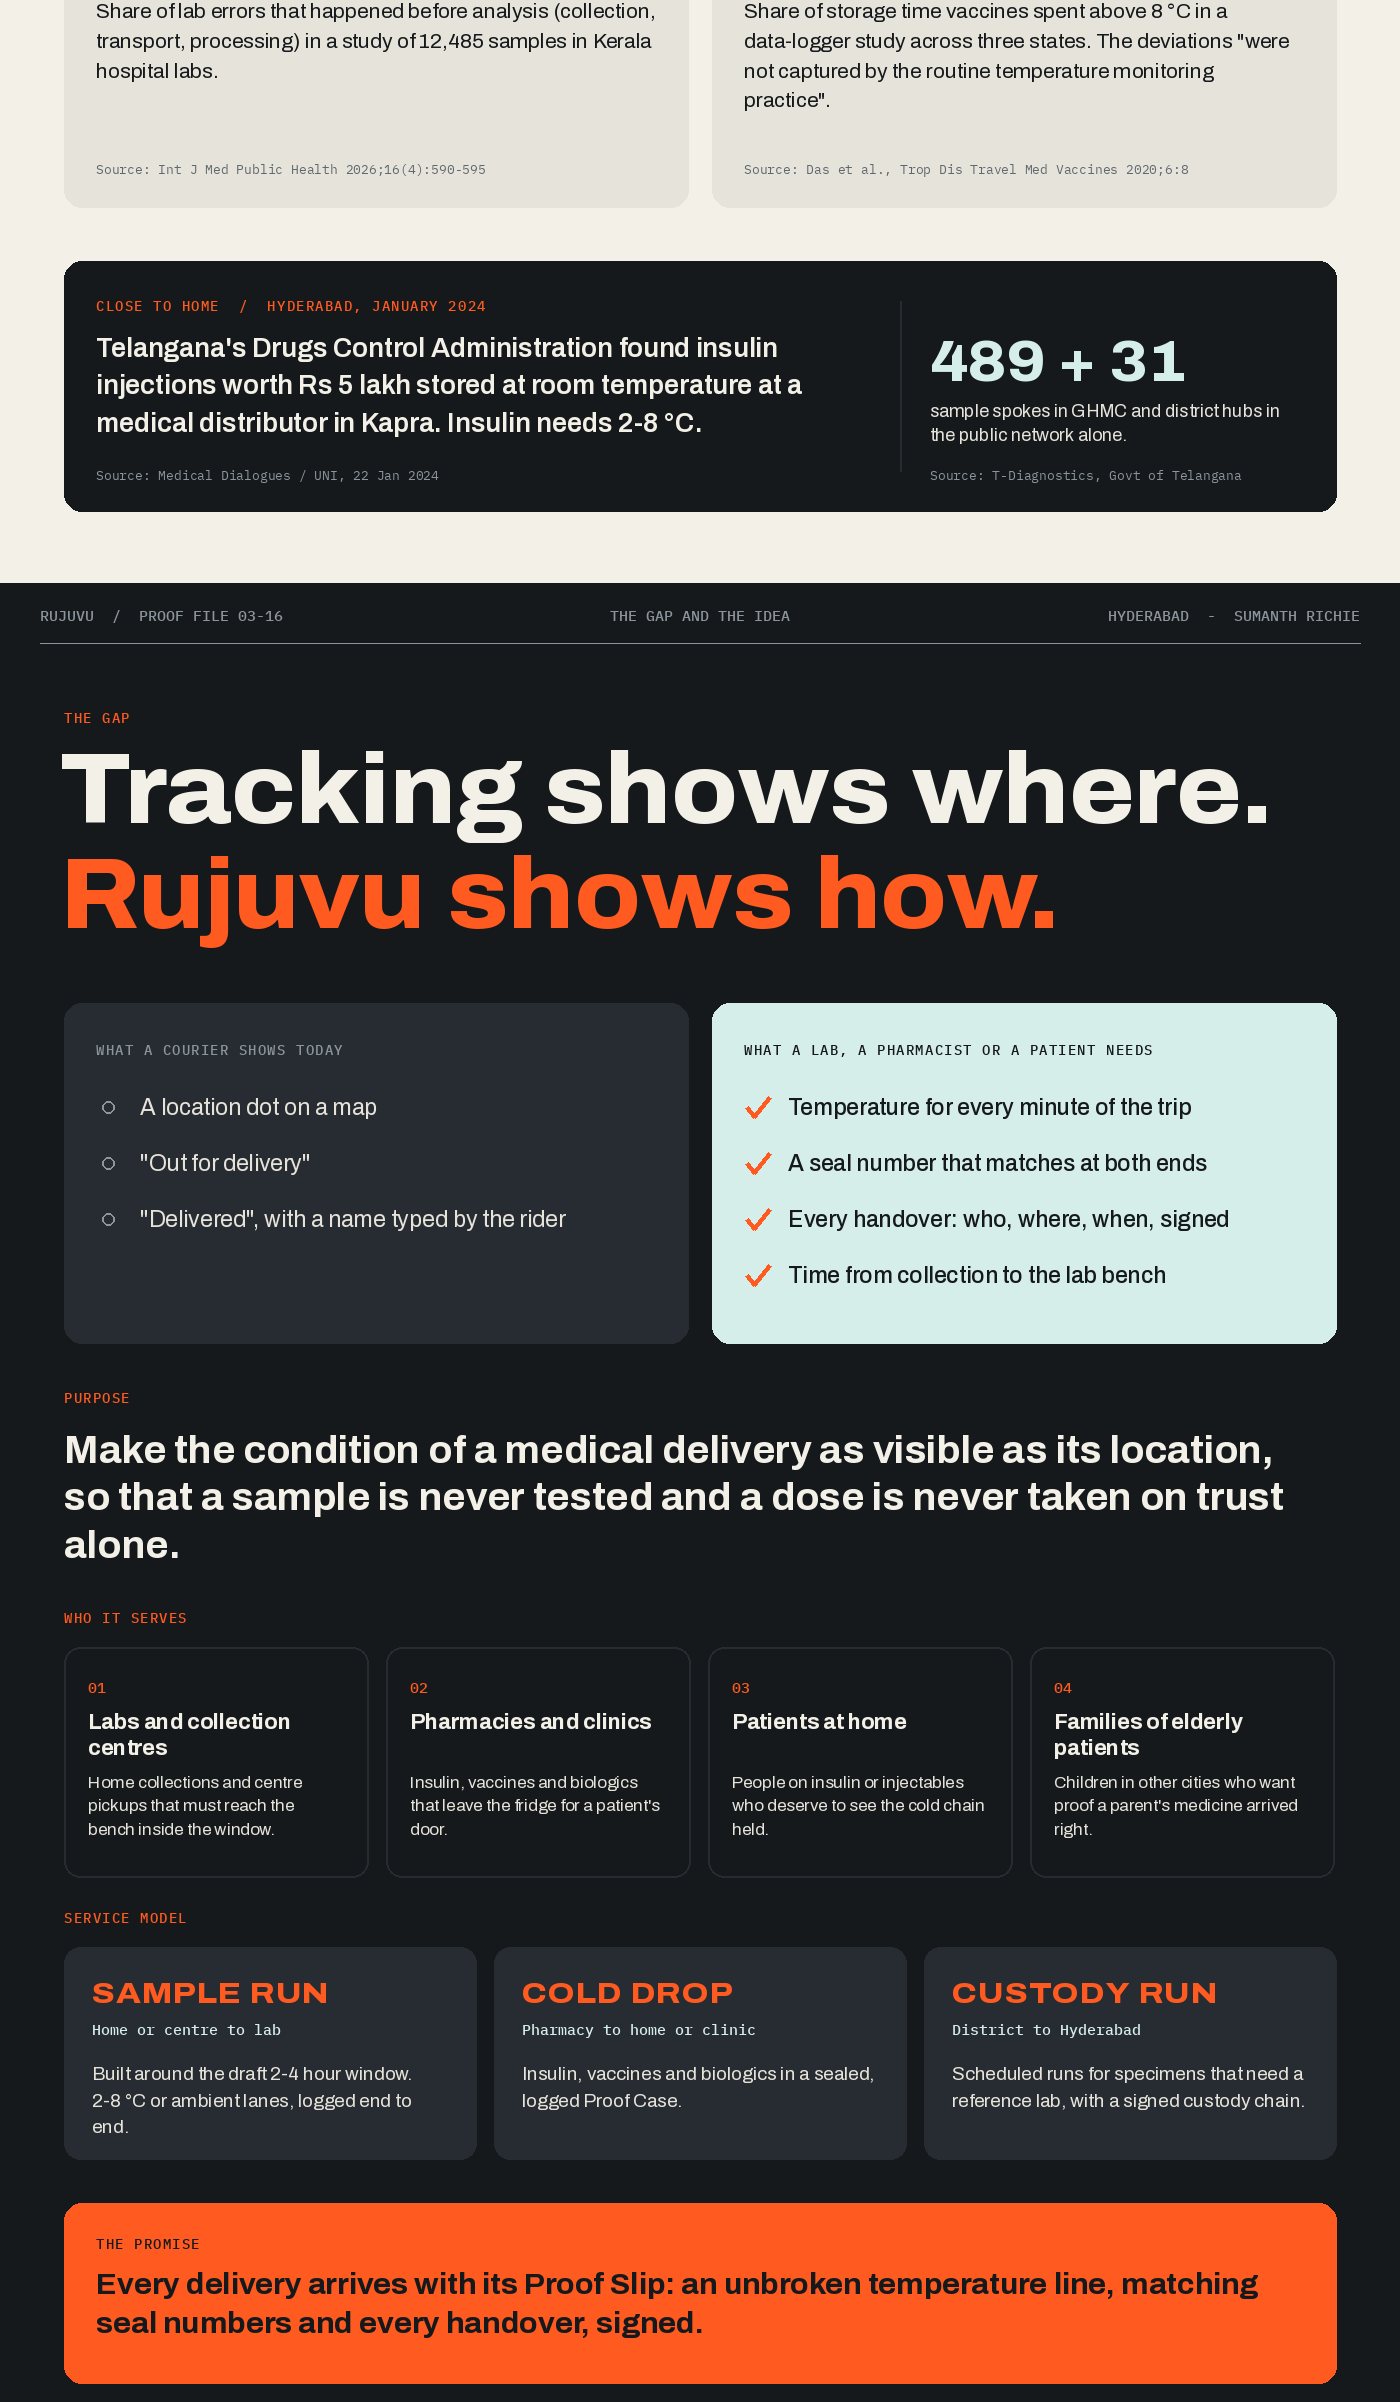 Share of lab errors that happened before analysis (collection,
transport, processing) in a study of 12,485 samples in Kerala
hospital labs.
Source: Int J Med Public Health 2026;16(4):590-595
Share of storage time vaccines spent above 8 °C in a
data-logger study across three states. The deviations "were
not captured by the routine temperature monitoring
practice".
Source: Das et al., Trop Dis Travel Med Vaccines 2020;6:8
CLOSE TO HOME / HYDERABAD, JANUARY 2024
Telangana's Drugs Control Administration found insulin
injections worth Rs 5 lakh stored at room temperature at a
medical distributor in Kapra. Insulin needs 2-8 °C.
Source: Medical Dialogues / UNI, 22 Jan 2024
489 + 31
sample spokes in GHMC and district hubs in
the public network alone.
Source: T-Diagnostics, Govt of Telangana
RUJUVU / PROOF FILE 03-16
THE GAP AND THE IDEA
HYDERABAD - SUMANTH RICHIE
THE GAP
Tracking shows where.
Rujuvu shows how.
WHAT A COURIER SHOWS TODAY
A location dot on a map
"Out for delivery"
"Delivered", with a name typed by the rider
WHAT A LAB, A PHARMACIST OR A PATIENT NEEDS
Temperature for every minute of the trip
A seal number that matches at both ends
Every handover: who, where, when, signed
Time from collection to the lab bench
PURPOSE
Make the condition of a medical delivery as visible as its location,
so that a sample is never tested and a dose is never taken on trust
alone.
WHO IT SERVES
01
Labs and collection
centres
Home collections and centre
pickups that must reach the
bench inside the window.
02
Pharmacies and clinics
Insulin, vaccines and biologics
that leave the fridge for a patient's
door.
03
Patients at home
People on insulin or injectables
who deserve to see the cold chain
held.
04
Families of elderly
patients
Children in other cities who want
proof a parent's medicine arrived
right.
SERVICE MODEL
SAMPLE RUN
Home or centre to lab
Built around the draft 2-4 hour window.
2-8 °C or ambient lanes, logged end to
end.
COLD DROP
Pharmacy to home or clinic
Insulin, vaccines and biologics in a sealed,
logged Proof Case.
CUSTODY RUN
District to Hyderabad
Scheduled runs for specimens that need a
reference lab, with a signed custody chain.
THE PROMISE
Every delivery arrives with its Proof Slip: an unbroken temperature line, matching
seal numbers and every handover, signed.